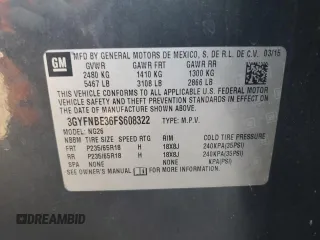 GM
MFD BY GENERAL MOTORS DE MEXICO, S. DE R.L. DE C.V. 03/15
GVWR GAWR FRT GAWR RR
2480 KG 1410 KG 1300 KG
5467 LB 3108 LB 2866 LB
THIS VEHICLE CONFORMS TO ALL APPLICABLE U.S. FEDERAL
MOTOR VEHICLE SAFETY, BUMPER, AND THEFT PREVENTION
STANDARDS IN EFFECT ON THE DATE OF MANUFACTURE SHOWN ABOVE.
3GYFNBE36FS608322 TYPE: M.P.V.
NG26
NBBM TIRE SIZE SPEED RTG RIM COLD TIRE PRESSURE
FRT P235/65R18 H 18X8J 240KPA(35PSI)
RR P235/65R18 H 18X8J 240KPA(35PSI)
SPA NONE NONE KPA(PSI)
SEE OWNER'S MANUAL FOR ADDITIONAL INFORMATION.
© DREAMBID.COM